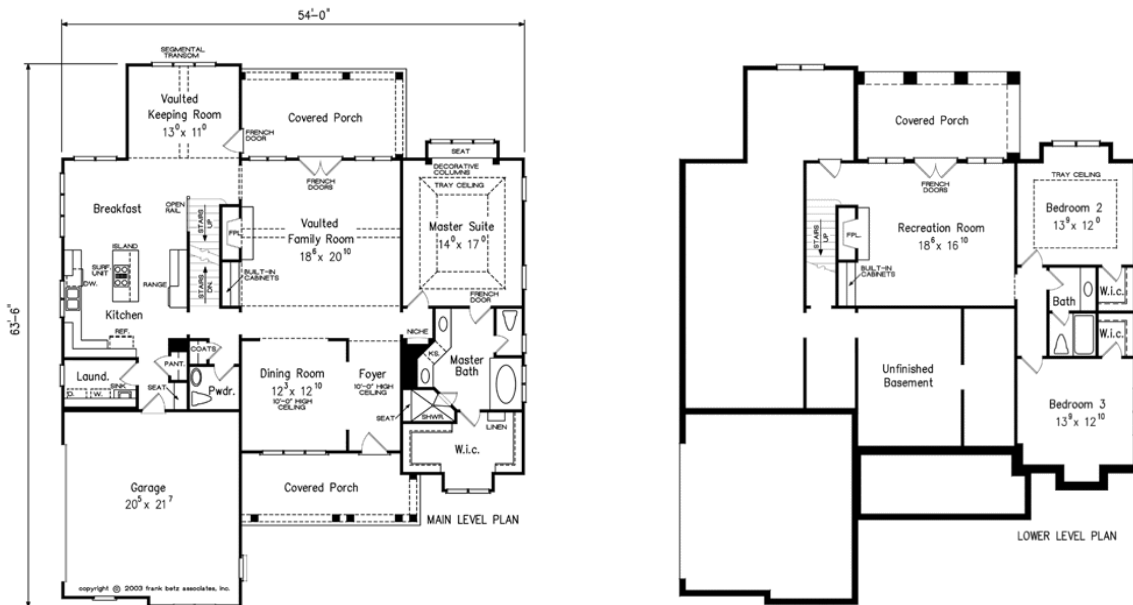 54'-0"
63'-6"
SEGMENTAL
TRANSOM
Vaulted
Keeping Room
13⁰ x 11⁰
Covered Porch
FRENCH
DOOR
FRENCH
DOORS
SEAT
DECORATIVE
COLUMNS
TRAY CEILING
Master Suite
14⁰ x 17⁰
FRENCH
DOOR
Breakfast
OPEN
RAIL
STAIRS
UP
FPL.
Vaulted
Family Room
18⁶ x 20¹⁰
ISLAND
SURF.
UNIT
DW.
RANGE
STAIRS
DN.
BUILT-IN
CABINETS
Kitchen
REF.
COATS
PANT.
NICHE
KS.
Master
Bath
Laund.
D.
W.
SINK
SEAT
Pwdr.
Dining Room
12³ x 12¹⁰
10'-0" HIGH
CEILING
Foyer
10'-0" HIGH
CEILING
SEAT
SHWR.
LINEN
W.i.c.
Garage
20⁵ x 21⁷
Covered Porch
MAIN LEVEL PLAN
copyright © 2003 frank betz associates, inc.
Covered Porch
FRENCH
DOORS
TRAY CEILING
Bedroom 2
13⁹ x 12⁰
STAIRS
UP
FPL.
Recreation Room
18⁶ x 16¹⁰
BUILT-IN
CABINETS
Bath
W.i.c.
W.i.c.
Unfinished
Basement
Bedroom 3
13⁹ x 12¹⁰
LOWER LEVEL PLAN